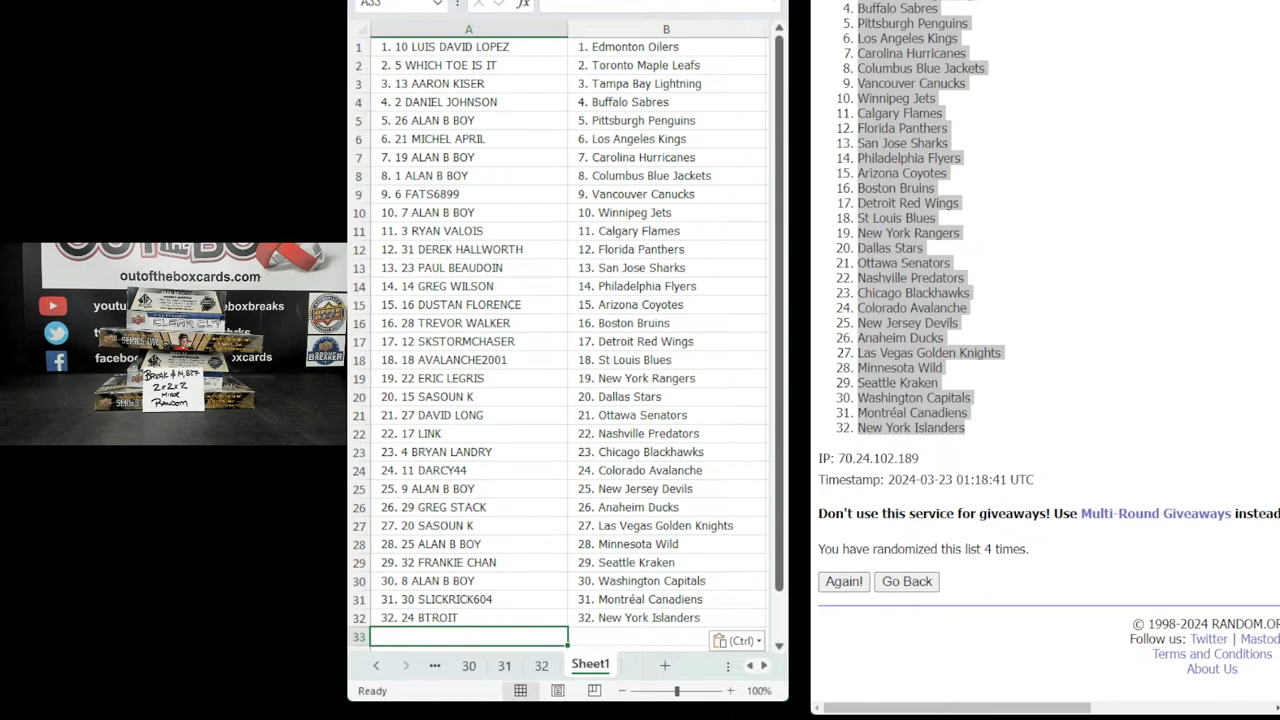 OUT OF THE BOX
outoftheboxcards.com
youtu
eboxbreaks
twitte
faceboo
xcards
CLEAR CUT
BREAK # 14,827
2x2x2
MIXER
RANDOM
A33
fx
A
B
1
1. 10 LUIS DAVID LOPEZ
1. Edmonton Oilers
2
2. 5 WHICH TOE IS IT
2. Toronto Maple Leafs
3
3. 13 AARON KISER
3. Tampa Bay Lightning
4
4. 2 DANIEL JOHNSON
4. Buffalo Sabres
5
5. 26 ALAN B BOY
5. Pittsburgh Penguins
6
6. 21 MICHEL APRIL
6. Los Angeles Kings
7
7. 19 ALAN B BOY
7. Carolina Hurricanes
8
8. 1 ALAN B BOY
8. Columbus Blue Jackets
9
9. 6 FATS6899
9. Vancouver Canucks
10
10. 7 ALAN B BOY
10. Winnipeg Jets
11
11. 3 RYAN VALOIS
11. Calgary Flames
12
12. 31 DEREK HALLWORTH
12. Florida Panthers
13
13. 23 PAUL BEAUDOIN
13. San Jose Sharks
14
14. 14 GREG WILSON
14. Philadelphia Flyers
15
15. 16 DUSTAN FLORENCE
15. Arizona Coyotes
16
16. 28 TREVOR WALKER
16. Boston Bruins
17
17. 12 SKSTORMCHASER
17. Detroit Red Wings
18
18. 18 AVALANCHE2001
18. St Louis Blues
19
19. 22 ERIC LEGRIS
19. New York Rangers
20
20. 15 SASOUN K
20. Dallas Stars
21
21. 27 DAVID LONG
21. Ottawa Senators
22
22. 17 LINK
22. Nashville Predators
23
23. 4 BRYAN LANDRY
23. Chicago Blackhawks
24
24. 11 DARCY44
24. Colorado Avalanche
25
25. 9 ALAN B BOY
25. New Jersey Devils
26
26. 29 GREG STACK
26. Anaheim Ducks
27
27. 20 SASOUN K
27. Las Vegas Golden Knights
28
28. 25 ALAN B BOY
28. Minnesota Wild
29
29. 32 FRANKIE CHAN
29. Seattle Kraken
30
30. 8 ALAN B BOY
30. Washington Capitals
31
31. 30 SLICKRICK604
31. Montréal Canadiens
32
32. 24 BTROIT
32. New York Islanders
33
(Ctrl)
30
31
32
Sheet1
Ready
100%
4. Buffalo Sabres
5. Pittsburgh Penguins
6. Los Angeles Kings
7. Carolina Hurricanes
8. Columbus Blue Jackets
9. Vancouver Canucks
10. Winnipeg Jets
11. Calgary Flames
12. Florida Panthers
13. San Jose Sharks
14. Philadelphia Flyers
15. Arizona Coyotes
16. Boston Bruins
17. Detroit Red Wings
18. St Louis Blues
19. New York Rangers
20. Dallas Stars
21. Ottawa Senators
22. Nashville Predators
23. Chicago Blackhawks
24. Colorado Avalanche
25. New Jersey Devils
26. Anaheim Ducks
27. Las Vegas Golden Knights
28. Minnesota Wild
29. Seattle Kraken
30. Washington Capitals
31. Montréal Canadiens
32. New York Islanders
IP: 70.24.102.189
Timestamp: 2024-03-23 01:18:41 UTC
Don't use this service for giveaways! Use Multi-Round Giveaways instead
You have randomized this list 4 times.
Again!
Go Back
© 1998-2024 RANDOM.OR
Follow us: Twitter | Mastod
Terms and Conditions
About Us